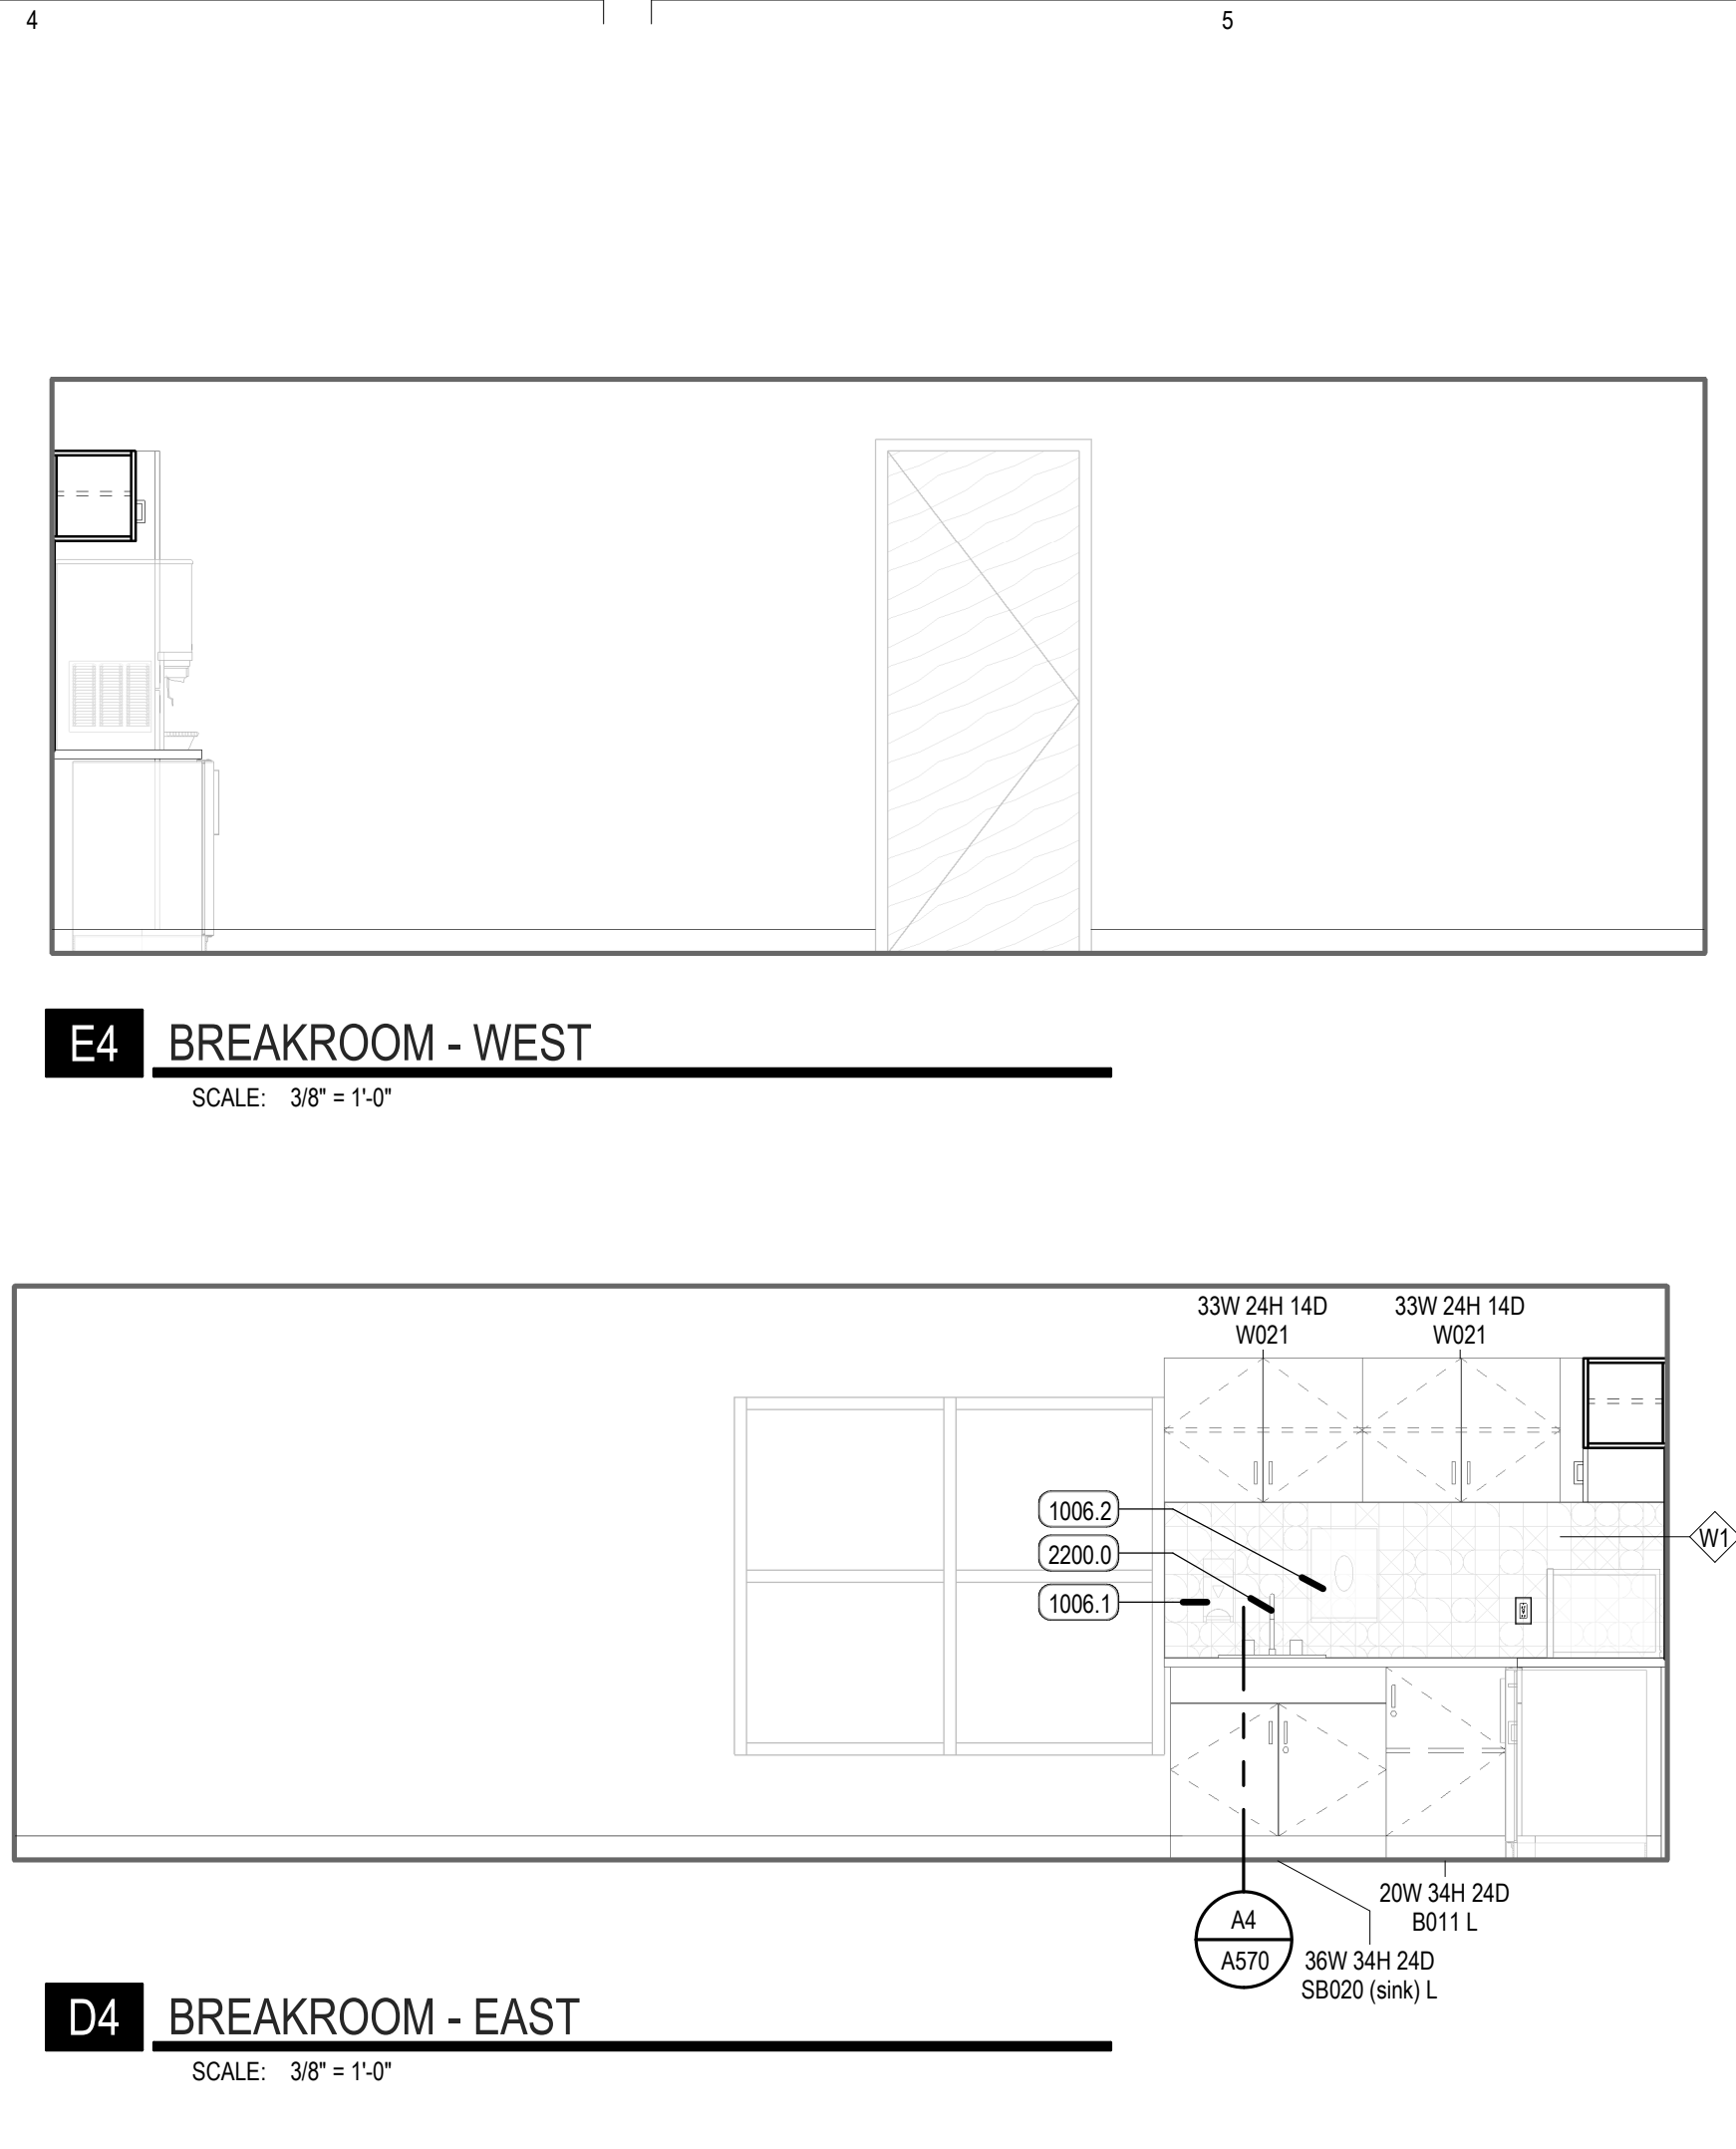 4
5
E4
BREAKROOM - WEST
SCALE: 3/8" = 1'-0"
33W 24H 14D
W021
33W 24H 14D
W021
1006.2
2200.0
1006.1
W1
20W 34H 24D
B011 L
A4
A570
36W 34H 24D
SB020 (sink) L
D4
BREAKROOM - EAST
SCALE: 3/8" = 1'-0"